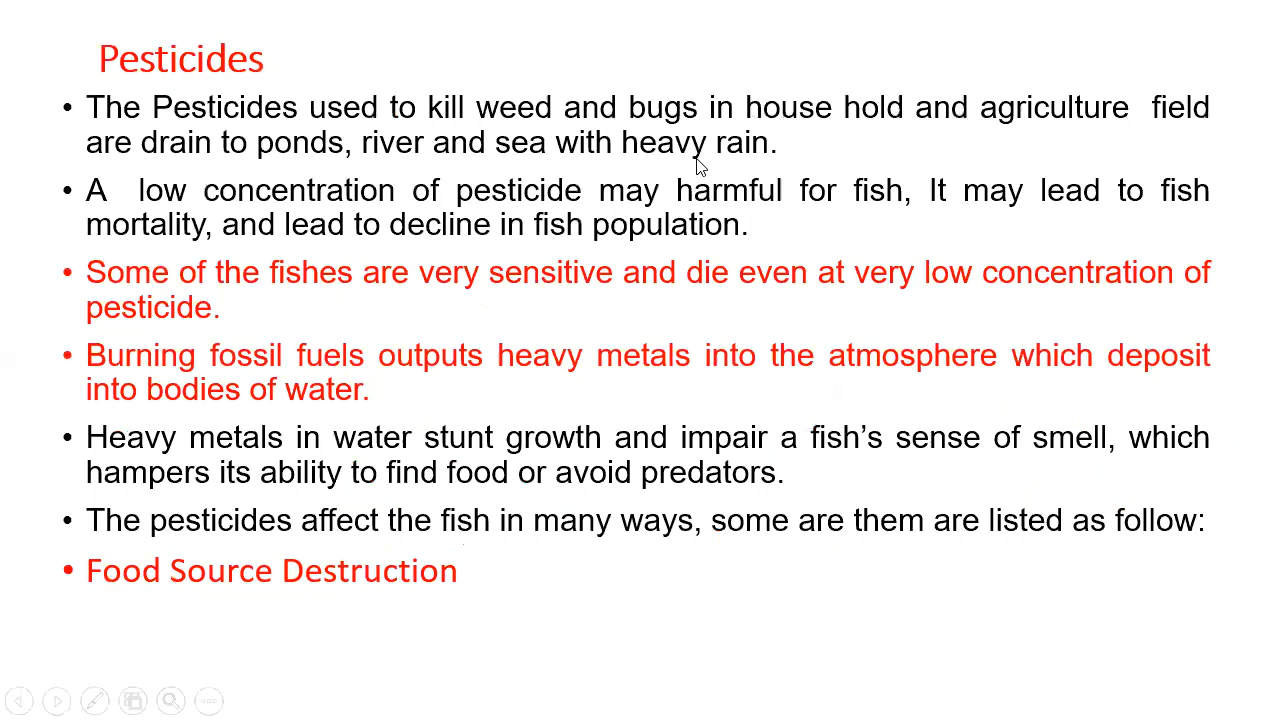 Pesticides
• The Pesticides used to kill weed and bugs in house hold and agriculture field
are drain to ponds, river and sea with heavy rain.
• A low concentration of pesticide may harmful for fish, It may lead to fish
mortality, and lead to decline in fish population.
• Some of the fishes are very sensitive and die even at very low concentration of
pesticide.
• Burning fossil fuels outputs heavy metals into the atmosphere which deposit
into bodies of water.
• Heavy metals in water stunt growth and impair a fish’s sense of smell, which
hampers its ability to find food or avoid predators.
• The pesticides affect the fish in many ways, some are them are listed as follow:
• Food Source Destruction